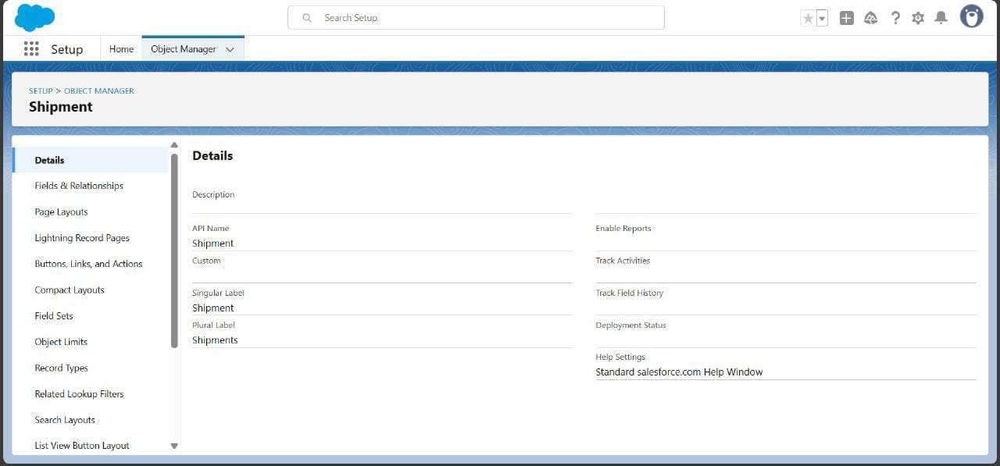 Search Setup
Setup
Home
Object Manager
SETUP > OBJECT MANAGER
Shipment
Details
Fields & Relationships
Page Layouts
Lightning Record Pages
Buttons, Links, and Actions
Compact Layouts
Field Sets
Object Limits
Record Types
Related Lookup Filters
Search Layouts
List View Button Layout
Details
Description
API Name
Shipment
Custom
Singular Label
Shipment
Plural Label
Shipments
Enable Reports
Track Activities
Track Field History
Deployment Status
Help Settings
Standard salesforce.com Help Window